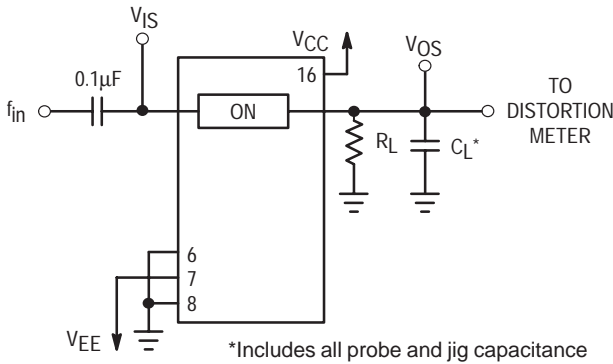 V_IS
V_CC
V_OS
0.1µF
16
f_in
ON
TO
DISTORTION
METER
R_L
C_L*
6
7
8
V_EE
*Includes all probe and jig capacitance